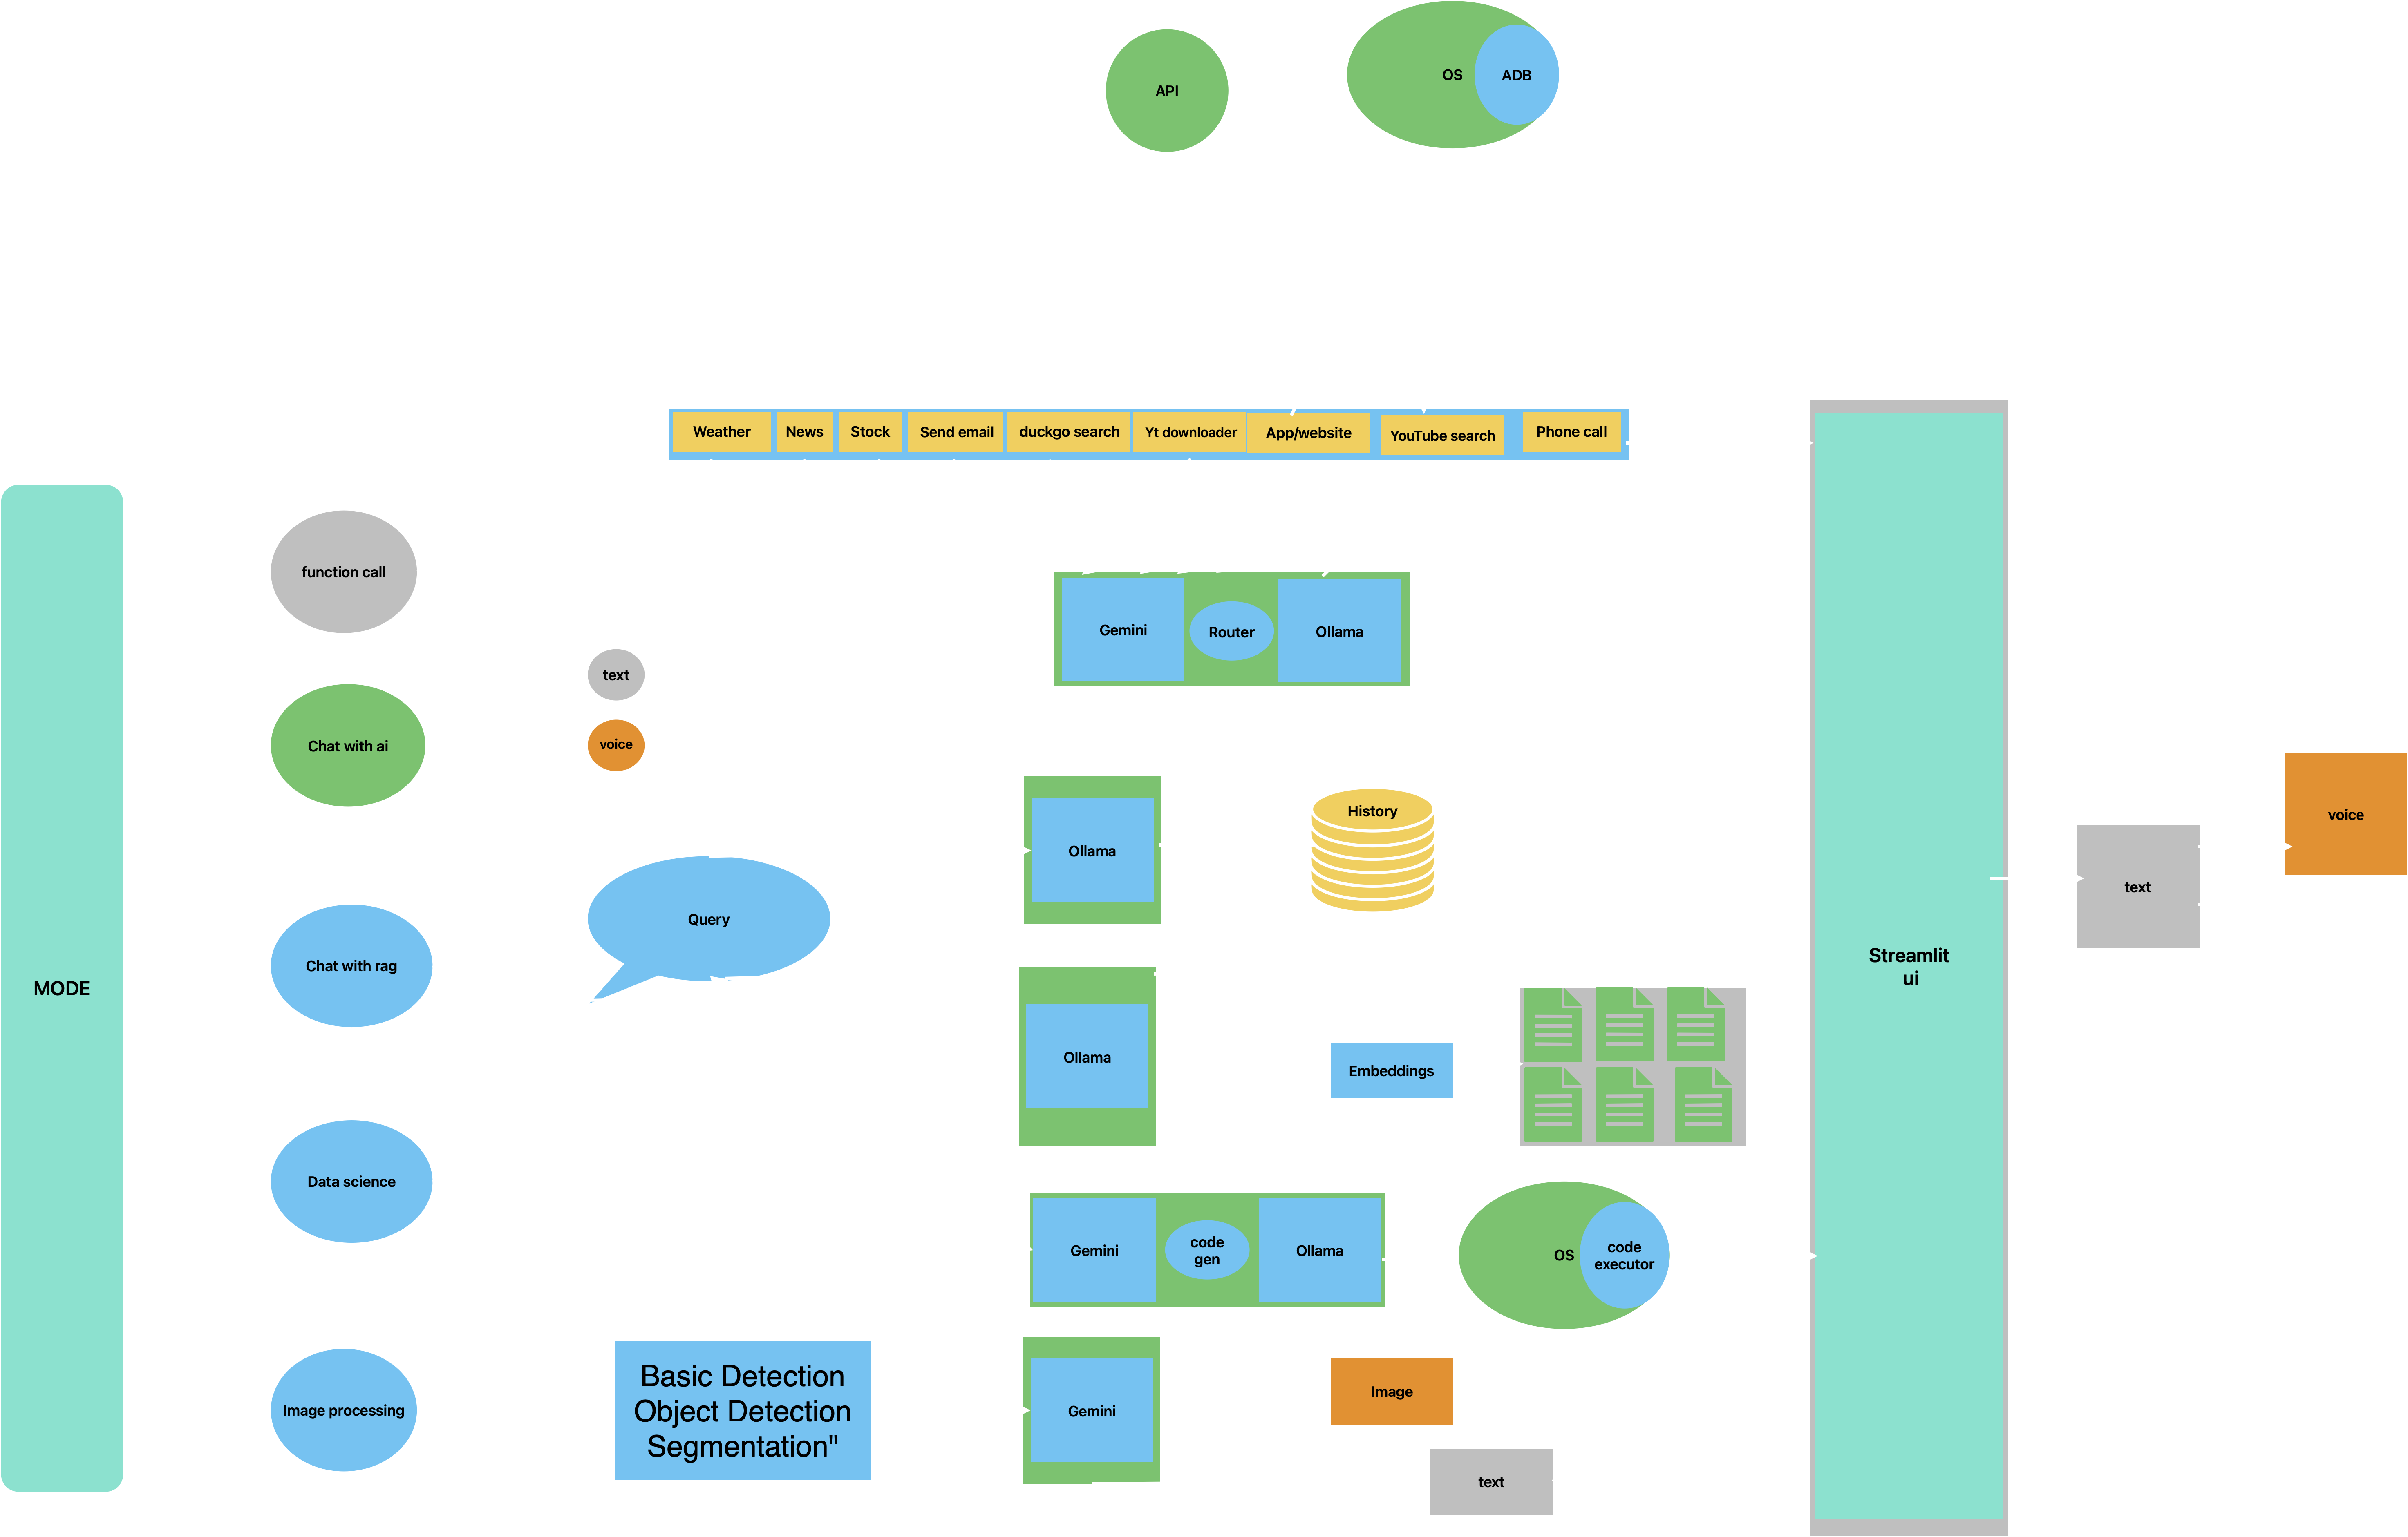 API
OS
ADB
Weather
News
Stock
Send email
duckgo search
Yt downloader
App/website
YouTube search
Phone call
MODE
function call
Chat with ai
Chat with rag
Data science
Image processing
text
voice
Query
Basic Detection
Object Detection
Segmentation"
Gemini
Router
Ollama
Ollama
History
Ollama
Embeddings
Gemini
code
gen
Ollama
OS
code
executor
Gemini
Image
text
Streamlit
ui
text
voice